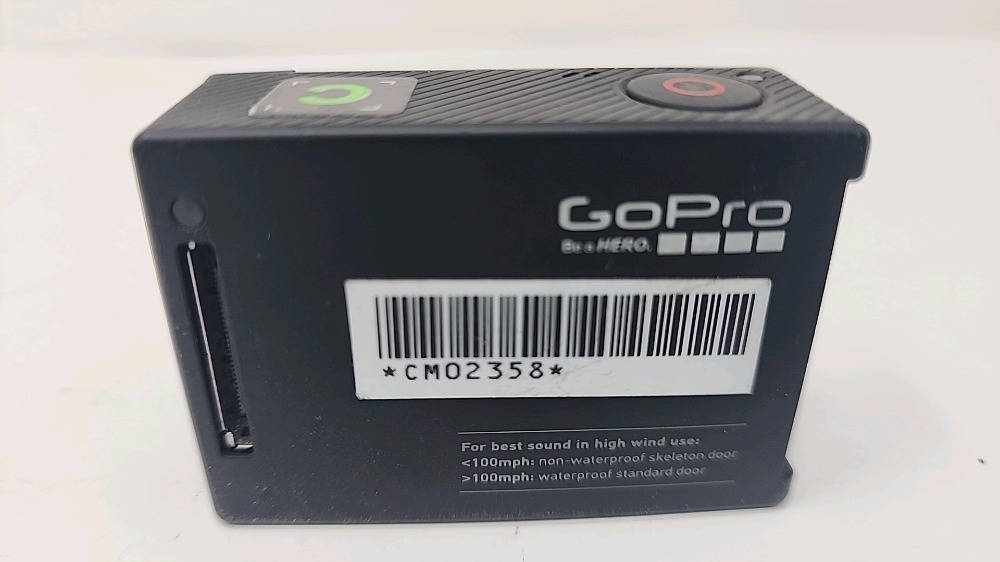 GoPro
Be a HERO.
*CM02358*
For best sound in high wind use:
<100mph: non-waterproof skeleton door
>100mph: waterproof standard door